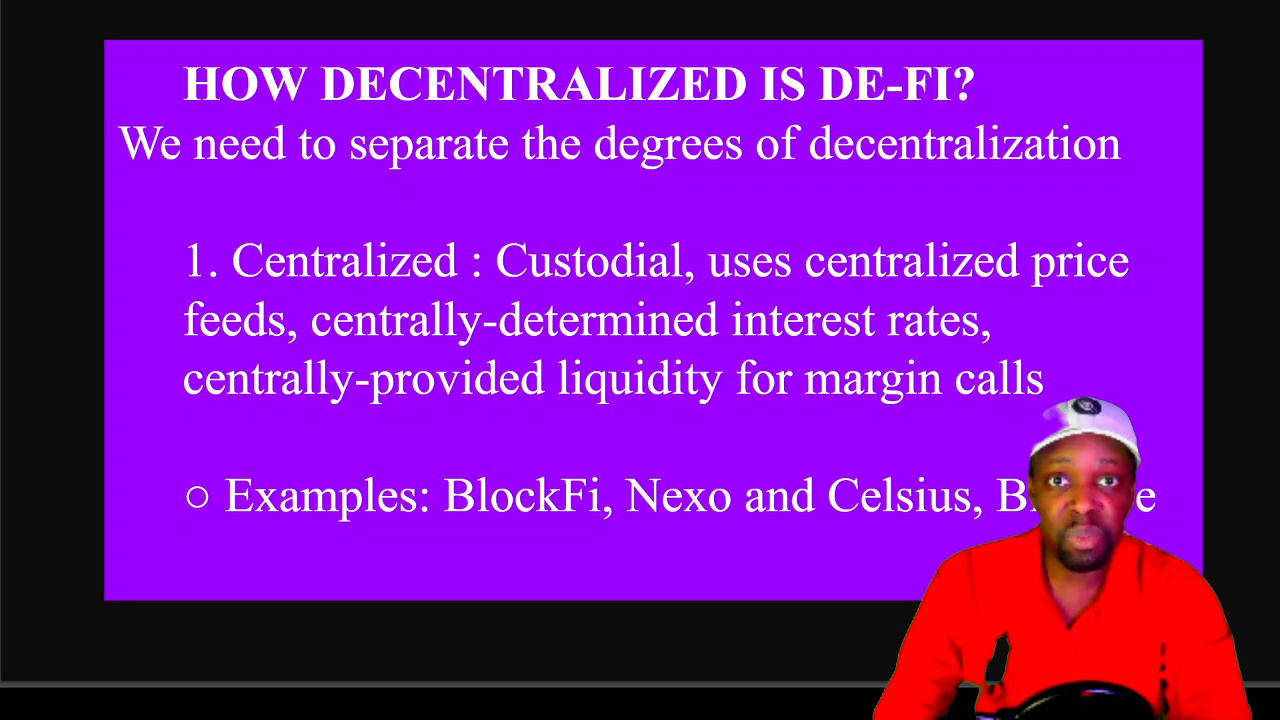 HOW DECENTRALIZED IS DE-FI?
We need to separate the degrees of decentralization
1. Centralized : Custodial, uses centralized price
feeds, centrally-determined interest rates,
centrally-provided liquidity for margin calls
○ Examples: BlockFi, Nexo and Celsius,